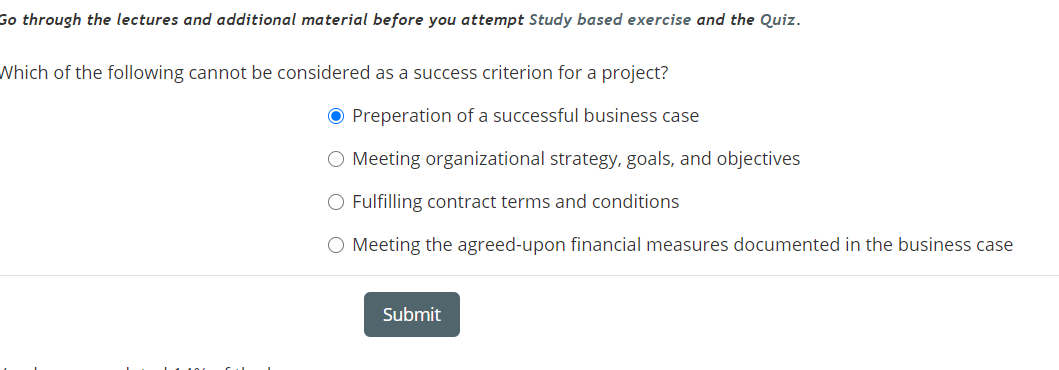 Go through the lectures and additional material before you attempt Study based exercise and the Quiz.
Which of the following cannot be considered as a success criterion for a project?
Preperation of a successful business case
Meeting organizational strategy, goals, and objectives
Fulfilling contract terms and conditions
Meeting the agreed-upon financial measures documented in the business case
Submit